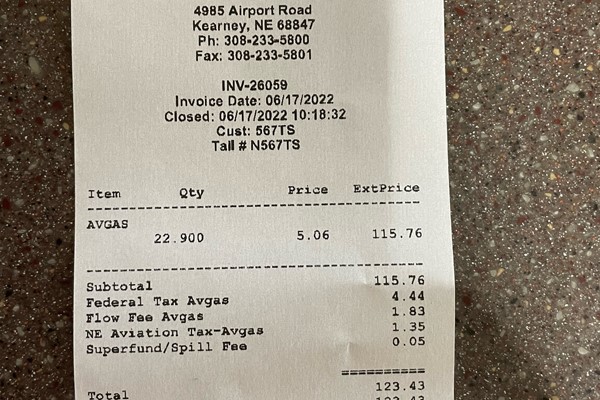 4985 Airport Road
Kearney, NE 68847
Ph: 308-233-5800
Fax: 308-233-5801
INV-26059
Invoice Date: 06/17/2022
Closed: 06/17/2022 10:18:32
Cust: 567TS
Tail # N567TS
Item Qty Price ExtPrice
AVGAS
22.900 5.06 115.76
Subtotal 115.76
Federal Tax Avgas 4.44
Flow Fee Avgas 1.83
NE Aviation Tax-Avgas 1.35
Superfund/Spill Fee 0.05
==========
123.43
Total 123.43